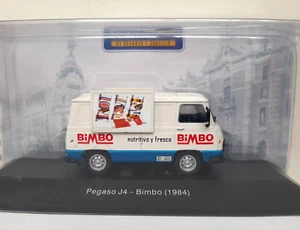 BIMBO
nutritivo y fresco
BIMBO
Pegaso J4 – Bimbo (1984)